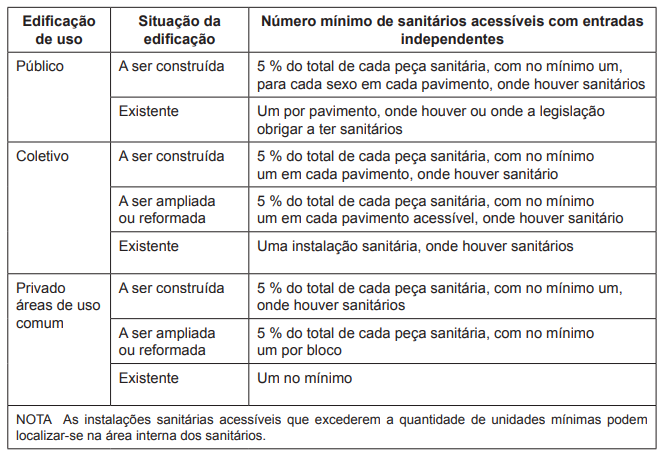 Edificação
de uso
Situação da
edificação
Número mínimo de sanitários acessíveis com entradas
independentes
Público
A ser construída
5 % do total de cada peça sanitária, com no mínimo um,
para cada sexo em cada pavimento, onde houver sanitários
Existente
Um por pavimento, onde houver ou onde a legislação
obrigar a ter sanitários
Coletivo
A ser construída
5 % do total de cada peça sanitária, com no mínimo
um em cada pavimento, onde houver sanitário
A ser ampliada
ou reformada
5 % do total de cada peça sanitária, com no mínimo
um em cada pavimento acessível, onde houver sanitário
Existente
Uma instalação sanitária, onde houver sanitários
Privado
áreas de uso
comum
A ser construída
5 % do total de cada peça sanitária, com no mínimo um,
onde houver sanitários
A ser ampliada
ou reformada
5 % do total de cada peça sanitária, com no mínimo
um por bloco
Existente
Um no mínimo
NOTA As instalações sanitárias acessíveis que excederem a quantidade de unidades mínimas podem
localizar-se na área interna dos sanitários.